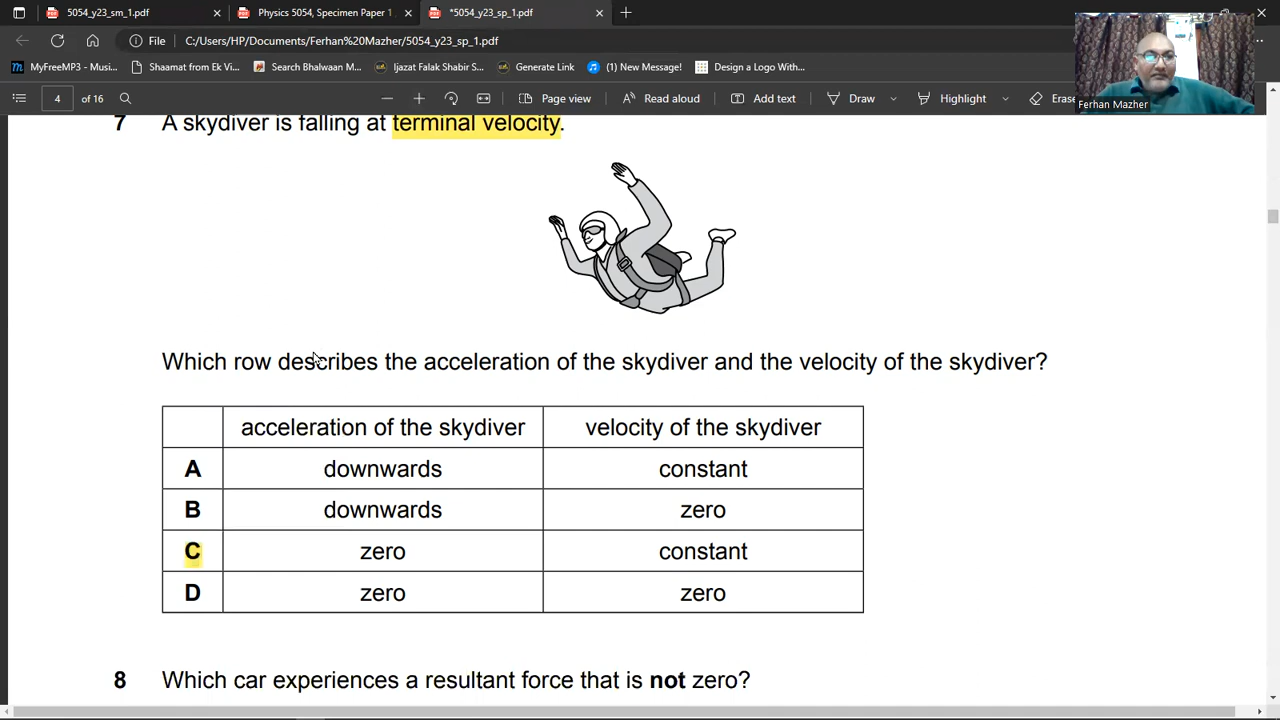 5054_y23_sm_1.pdf
Physics 5054, Specimen Paper 1
*5054_y23_sp_1.pdf
File
C:/Users/HP/Documents/Ferhan%20Mazher/5054_y23_sp_1
MyFreeMP3 - Musi...
Shaamat from Ek Vi...
Search Bhalwaan M...
Ijazat Falak Shabir S...
Generate Link
(1) New Message!
Design a Logo With...
4 of 16
Page view
Read aloud
Add text
Draw
Highlight
Erase
Ferhan Mazher
7 A skydiver is falling at terminal velocity.
Which row describes the acceleration of the skydiver and the velocity of the skydiver?
acceleration of the skydiver velocity of the skydiver
A downwards constant
B downwards zero
C zero constant
D zero zero
8 Which car experiences a resultant force that is not zero?